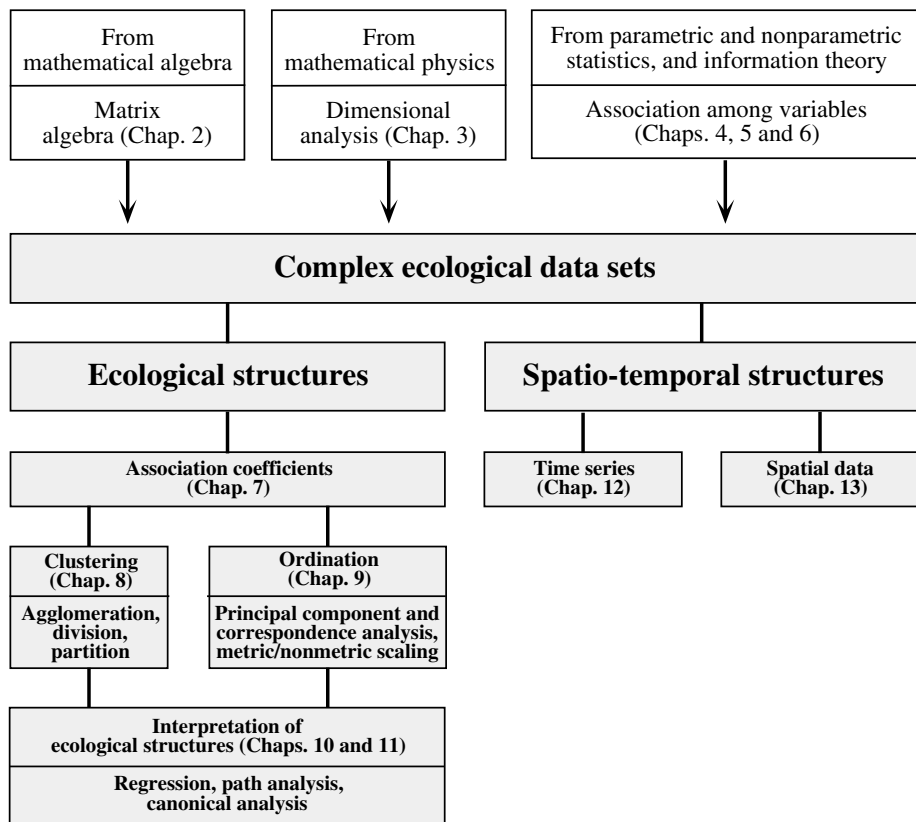 From
mathematical algebra
Matrix
algebra (Chap. 2)
From
mathematical physics
Dimensional
analysis (Chap. 3)
From parametric and nonparametric
statistics, and information theory
Association among variables
(Chaps. 4, 5 and 6)
Complex ecological data sets
Ecological structures
Spatio-temporal structures
Association coefficients
(Chap. 7)
Time series
(Chap. 12)
Spatial data
(Chap. 13)
Clustering
(Chap. 8)
Agglomeration,
division,
partition
Ordination
(Chap. 9)
Principal component and
correspondence analysis,
metric/nonmetric scaling
Interpretation of
ecological structures (Chaps. 10 and 11)
Regression, path analysis,
canonical analysis